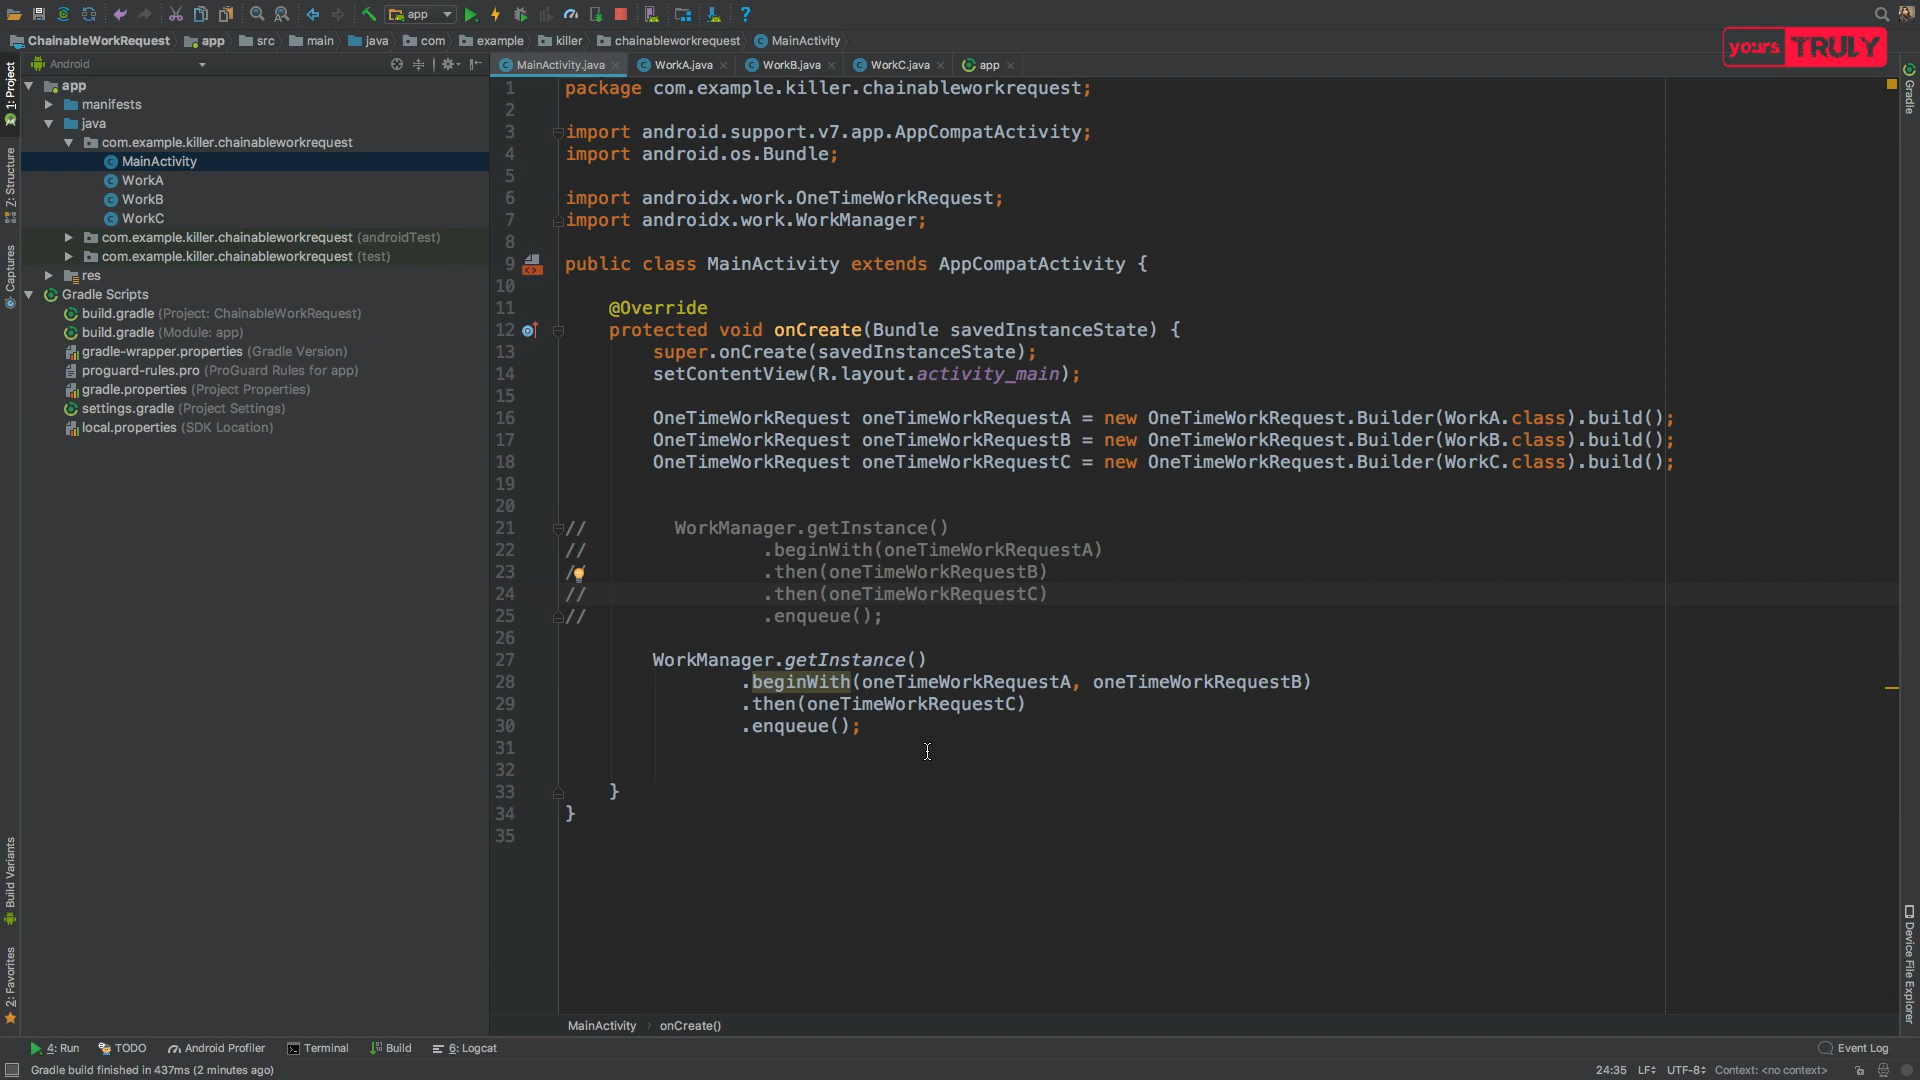 app
ChainableWorkRequest app src main java com example killer chainableworkrequest MainActivity
yours TRULY
Android
MainActivity.java WorkA.java WorkB.java WorkC.java app
1: Project
Z: Structure
Captures
Build Variants
2: Favorites
app
manifests
java
com.example.killer.chainableworkrequest
MainActivity
WorkA
WorkB
WorkC
com.example.killer.chainableworkrequest (androidTest)
com.example.killer.chainableworkrequest (test)
res
Gradle Scripts
build.gradle (Project: ChainableWorkRequest)
build.gradle (Module: app)
gradle-wrapper.properties (Gradle Version)
proguard-rules.pro (ProGuard Rules for app)
gradle.properties (Project Properties)
settings.gradle (Project Settings)
local.properties (SDK Location)
1 package com.example.killer.chainableworkrequest;
2
3 import android.support.v7.app.AppCompatActivity;
4 import android.os.Bundle;
5
6 import androidx.work.OneTimeWorkRequest;
7 import androidx.work.WorkManager;
8
9 public class MainActivity extends AppCompatActivity {
10
11 @Override
12 protected void onCreate(Bundle savedInstanceState) {
13 super.onCreate(savedInstanceState);
14 setContentView(R.layout.activity_main);
15
16 OneTimeWorkRequest oneTimeWorkRequestA = new OneTimeWorkRequest.Builder(WorkA.class).build();
17 OneTimeWorkRequest oneTimeWorkRequestB = new OneTimeWorkRequest.Builder(WorkB.class).build();
18 OneTimeWorkRequest oneTimeWorkRequestC = new OneTimeWorkRequest.Builder(WorkC.class).build();
19
20
21 // WorkManager.getInstance()
22 // .beginWith(oneTimeWorkRequestA)
23 / .then(oneTimeWorkRequestB)
24 // .then(oneTimeWorkRequestC)
25 // .enqueue();
26
27 WorkManager.getInstance()
28 .beginWith(oneTimeWorkRequestA, oneTimeWorkRequestB)
29 .then(oneTimeWorkRequestC)
30 .enqueue();
31
32
33 }
34 }
35
Gradle
Device File Explorer
MainActivity onCreate()
4: Run TODO Android Profiler Terminal Build 6: Logcat Event Log
Gradle build finished in 437ms (2 minutes ago) 24:35 LF UTF-8 Context: <no context>